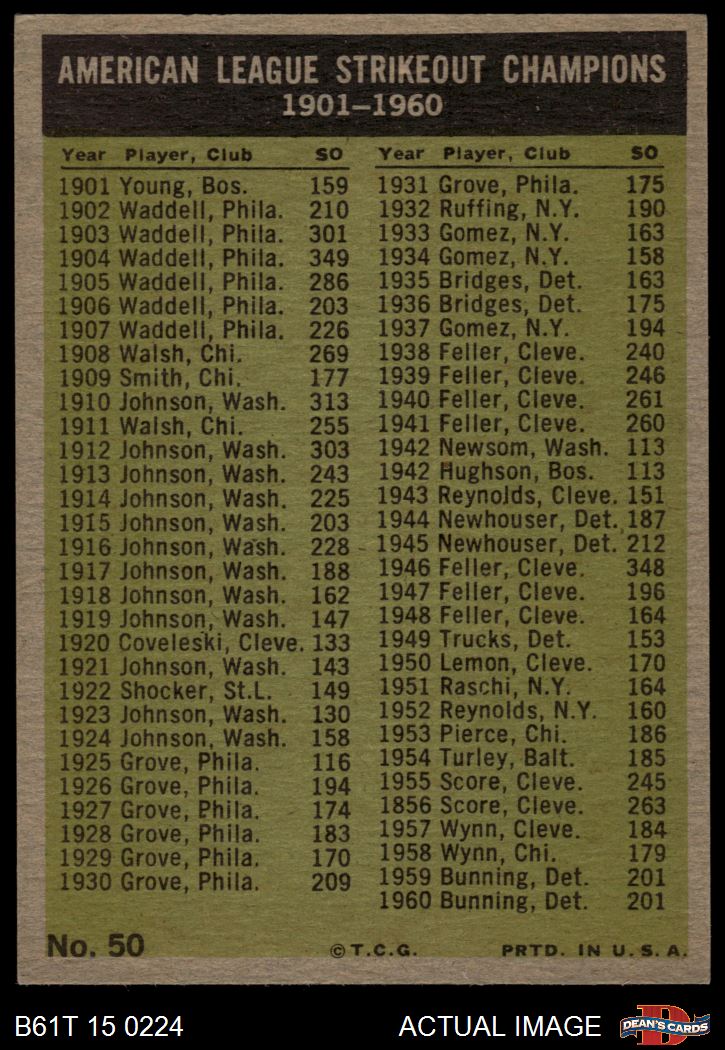 AMERICAN LEAGUE STRIKEOUT CHAMPIONS
1901–1960
Year Player, Club SO
1901 Young, Bos. 159
1902 Waddell, Phila. 210
1903 Waddell, Phila. 301
1904 Waddell, Phila. 349
1905 Waddell, Phila. 286
1906 Waddell, Phila. 203
1907 Waddell, Phila. 226
1908 Walsh, Chi. 269
1909 Smith, Chi. 177
1910 Johnson, Wash. 313
1911 Walsh, Chi. 255
1912 Johnson, Wash. 303
1913 Johnson, Wash. 243
1914 Johnson, Wash. 225
1915 Johnson, Wash. 203
1916 Johnson, Wash. 228
1917 Johnson, Wash. 188
1918 Johnson, Wash. 162
1919 Johnson, Wash. 147
1920 Coveleski, Cleve. 133
1921 Johnson, Wash. 143
1922 Shocker, St.L. 149
1923 Johnson, Wash. 130
1924 Johnson, Wash. 158
1925 Grove, Phila. 116
1926 Grove, Phila. 194
1927 Grove, Phila. 174
1928 Grove, Phila. 183
1929 Grove, Phila. 170
1930 Grove, Phila. 209
Year Player, Club SO
1931 Grove, Phila. 175
1932 Ruffing, N.Y. 190
1933 Gomez, N.Y. 163
1934 Gomez, N.Y. 158
1935 Bridges, Det. 163
1936 Bridges, Det. 175
1937 Gomez, N.Y. 194
1938 Feller, Cleve. 240
1939 Feller, Cleve. 246
1940 Feller, Cleve. 261
1941 Feller, Cleve. 260
1942 Newsom, Wash. 113
1942 Hughson, Bos. 113
1943 Reynolds, Cleve. 151
1944 Newhouser, Det. 187
1945 Newhouser, Det. 212
1946 Feller, Cleve. 348
1947 Feller, Cleve. 196
1948 Feller, Cleve. 164
1949 Trucks, Det. 153
1950 Lemon, Cleve. 170
1951 Raschi, N.Y. 164
1952 Reynolds, N.Y. 160
1953 Pierce, Chi. 186
1954 Turley, Balt. 185
1955 Score, Cleve. 245
1856 Score, Cleve. 263
1957 Wynn, Cleve. 184
1958 Wynn, Chi. 179
1959 Bunning, Det. 201
1960 Bunning, Det. 201
No. 50 © T.C.G. PRTD. IN U.S.A.
B61T 15 0224 ACTUAL IMAGE D DEAN'S CARDS